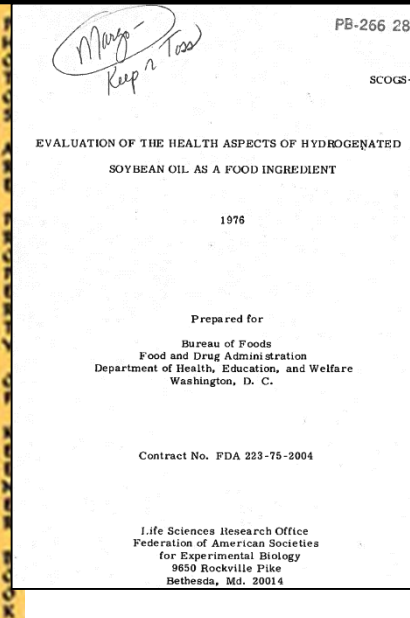 Margo-
Keep r Toss
PB-266 28
SCOGS-
EVALUATION OF THE HEALTH ASPECTS OF HYDROGENATED
SOYBEAN OIL AS A FOOD INGREDIENT
1976
Prepared for
Bureau of Foods
Food and Drug Administration
Department of Health, Education, and Welfare
Washington, D. C.
Contract No. FDA 223-75-2004
Life Sciences Research Office
Federation of American Societies
for Experimental Biology
9650 Rockville Pike
Bethesda, Md. 20014